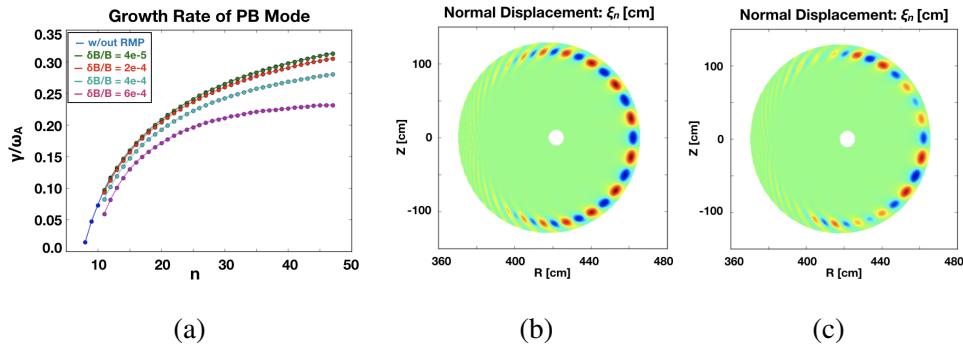 Growth Rate of PB Mode
0.35
0.30
0.25
0.20
0.15
0.10
0.05
0.0
γ/ωA
w/out RMP
δB/B = 4e-5
δB/B = 2e-4
δB/B = 4e-4
δB/B = 6e-4
10 20 30 40 50
n
(a)
Normal Displacement: ξn [cm]
100
0
-100
Z [cm]
360 400 440 480
R [cm]
(b)
Normal Displacement: ξn [cm]
100
0
-100
Z [cm]
360 400 440 480
R [cm]
(c)